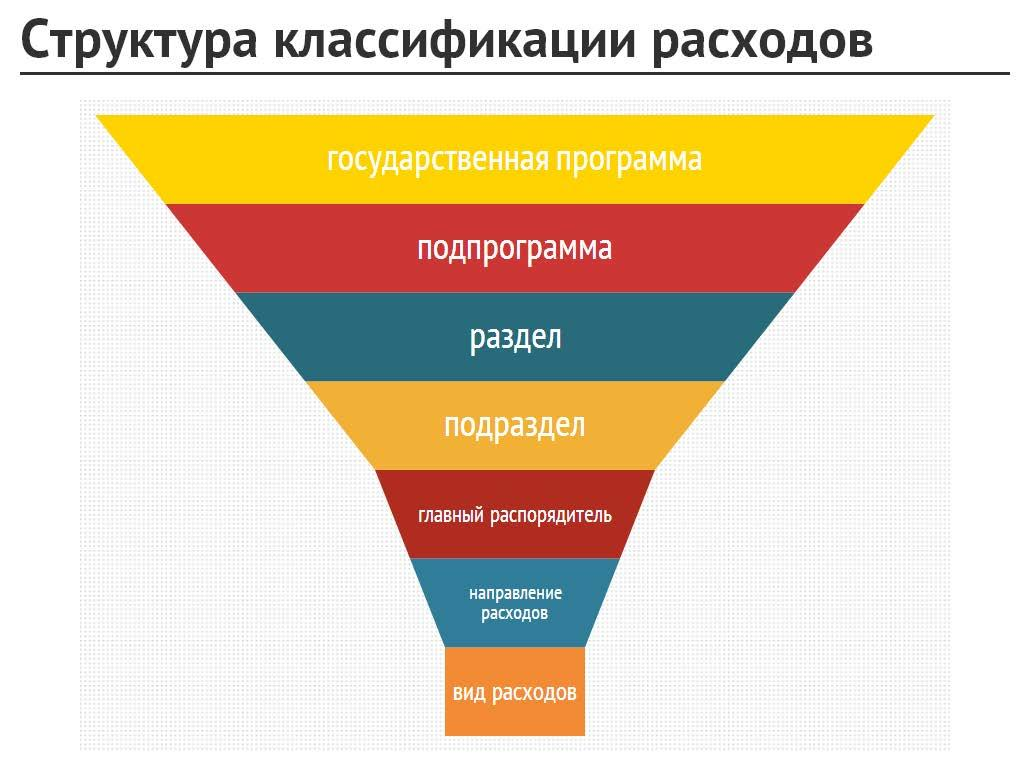 Структура классификации расходов
государственная программа
подпрограмма
раздел
подраздел
главный распорядитель
направление
расходов
вид расходов